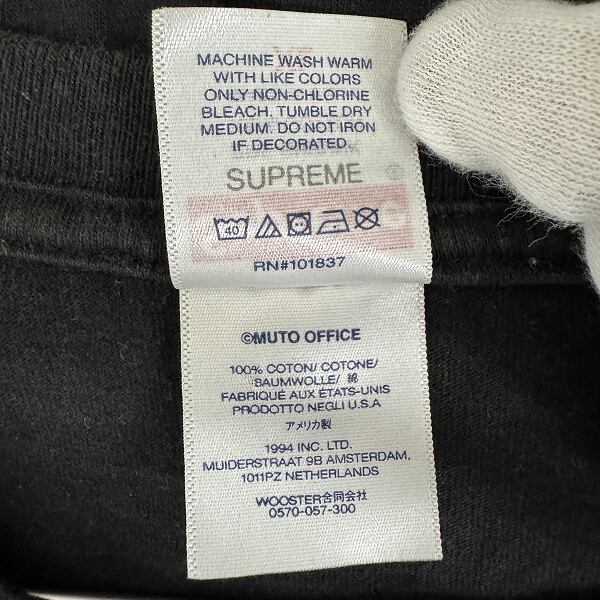 MACHINE WASH WARM
WITH LIKE COLORS
ONLY NON-CHLORINE
BLEACH. TUMBLE DRY
MEDIUM. DO NOT IRON
IF DECORATED.
SUPREME
40
RN#101837
©MUTO OFFICE
100% COTON/ COTONE/
BAUMWOLLE/ 綿
FABRIQUÉ AUX ÉTATS-UNIS
PRODOTTO NEGLI U.S.A
アメリカ製
1994 INC. LTD.
MUIDERSTRAAT 9B AMSTERDAM,
1011PZ NETHERLANDS
WOOSTER合同会社
0570-057-300